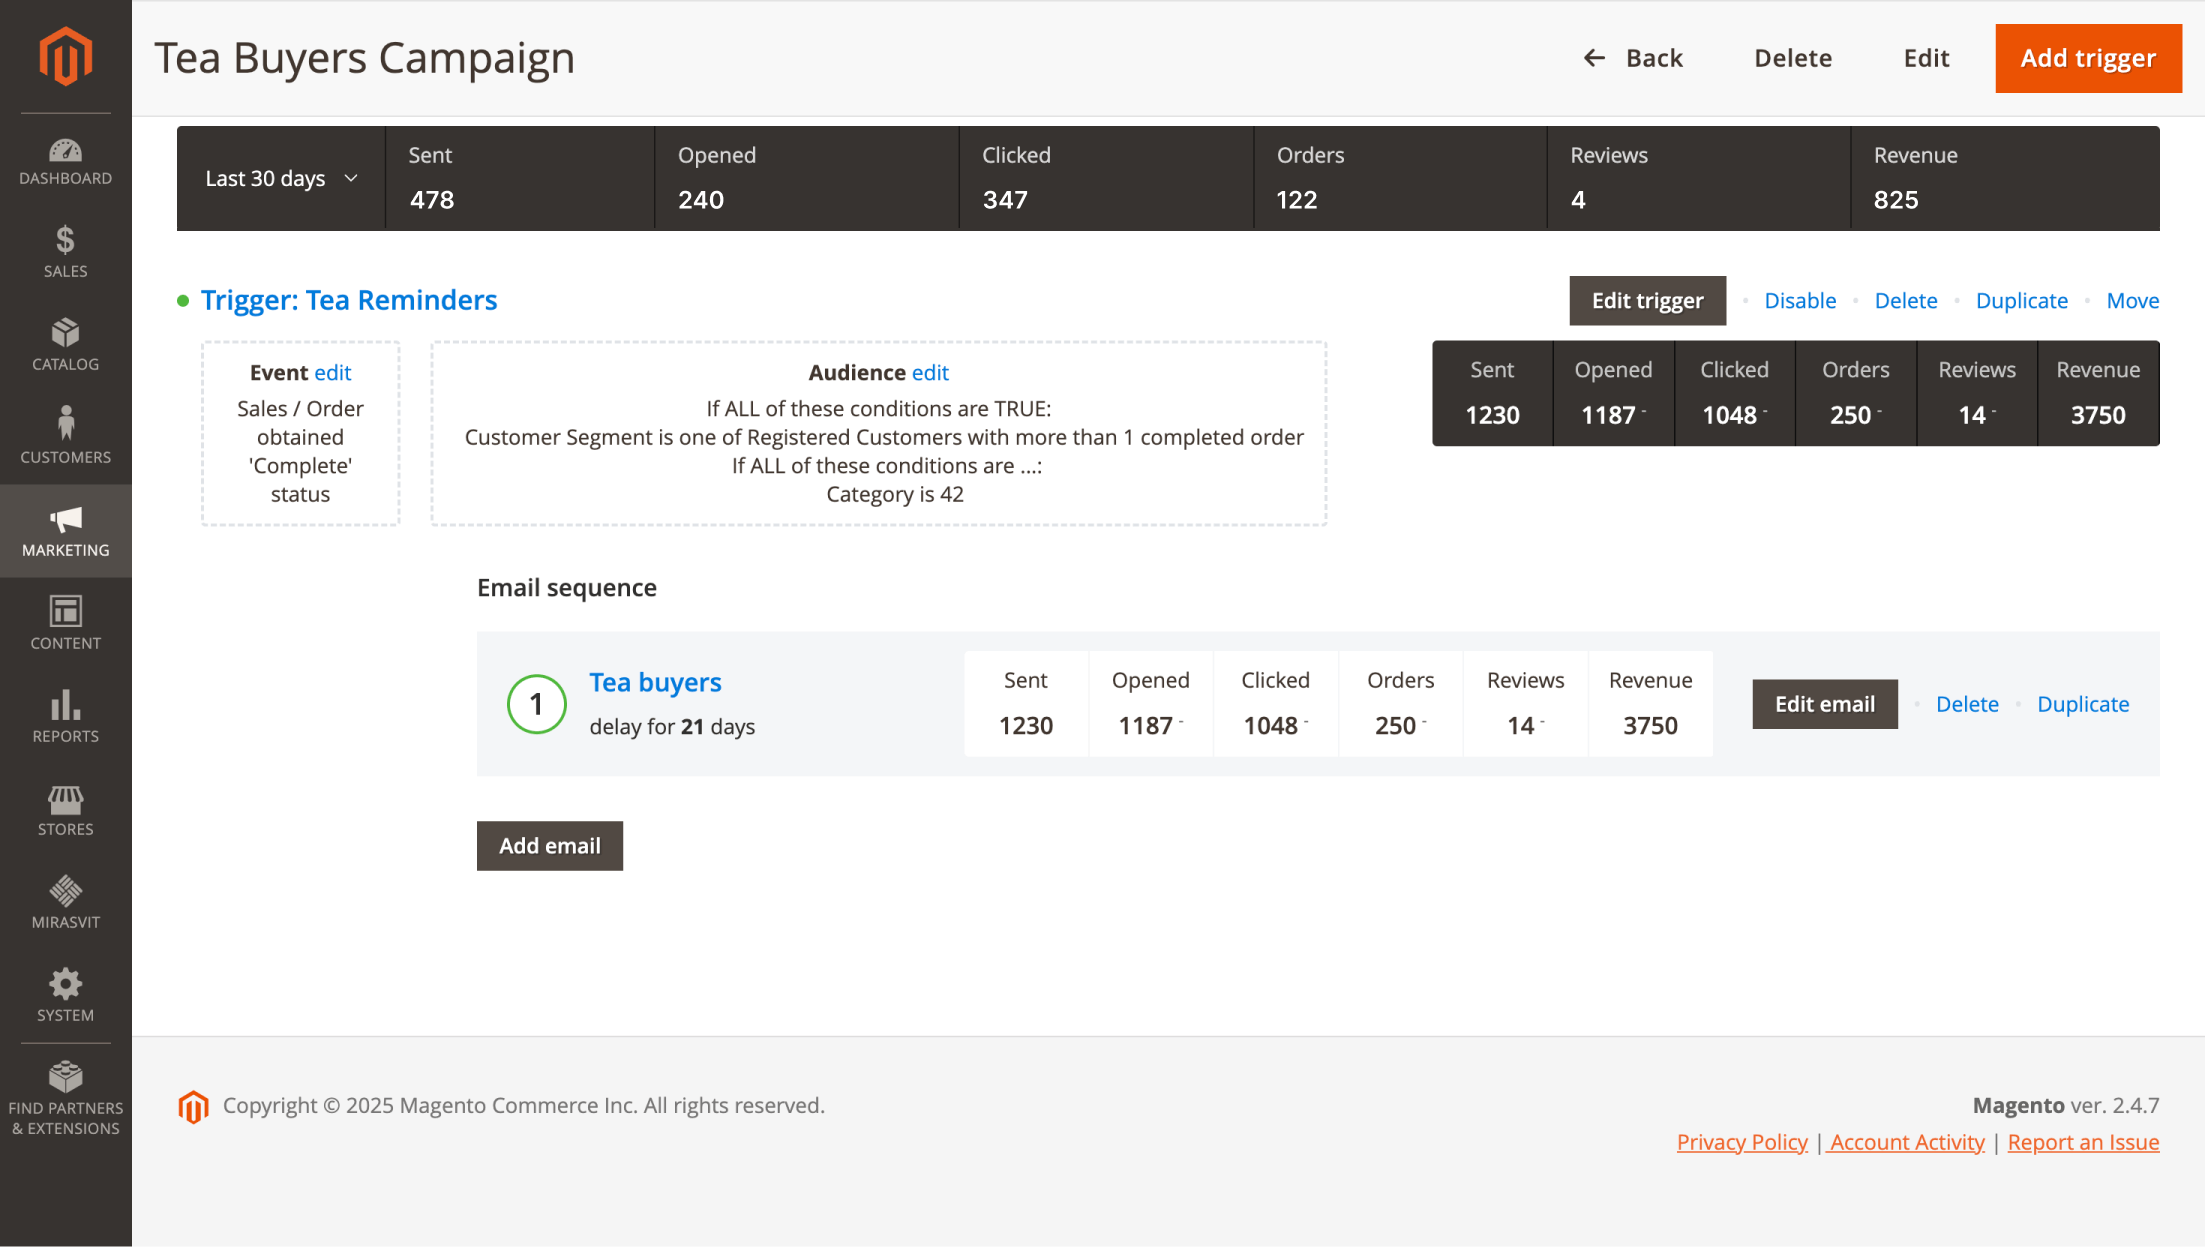 Tea Buyers Campaign
← Back
Delete
Edit
Add trigger
DASHBOARD
SALES
CATALOG
CUSTOMERS
MARKETING
CONTENT
REPORTS
STORES
MIRASVIT
SYSTEM
FIND PARTNERS
& EXTENSIONS
Last 30 days
Sent
478
Opened
240
Clicked
347
Orders
122
Reviews
4
Revenue
825
Trigger: Tea Reminders
Edit trigger
Disable
Delete
Duplicate
Move
Event edit
Sales / Order
obtained
'Complete'
status
Audience edit
If ALL of these conditions are TRUE:
Customer Segment is one of Registered Customers with more than 1 completed order
If ALL of these conditions are ...:
Category is 42
Sent
1230
Opened
1187 -
Clicked
1048 -
Orders
250 -
Reviews
14 -
Revenue
3750
Email sequence
1
Tea buyers
delay for 21 days
Sent
1230
Opened
1187 -
Clicked
1048 -
Orders
250 -
Reviews
14 -
Revenue
3750
Edit email
Delete
Duplicate
Add email
Copyright © 2025 Magento Commerce Inc. All rights reserved.
Magento ver. 2.4.7
Privacy Policy | Account Activity | Report an Issue